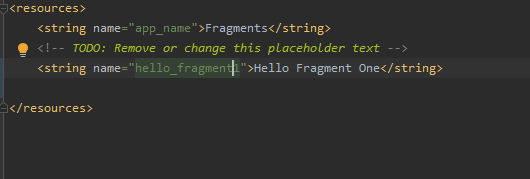 <resources>
<string name="app_name">Fragments</string>
<!-- TODO: Remove or change this placeholder text -->
<string name="hello_fragment1">Hello Fragment One</string>
</resources>